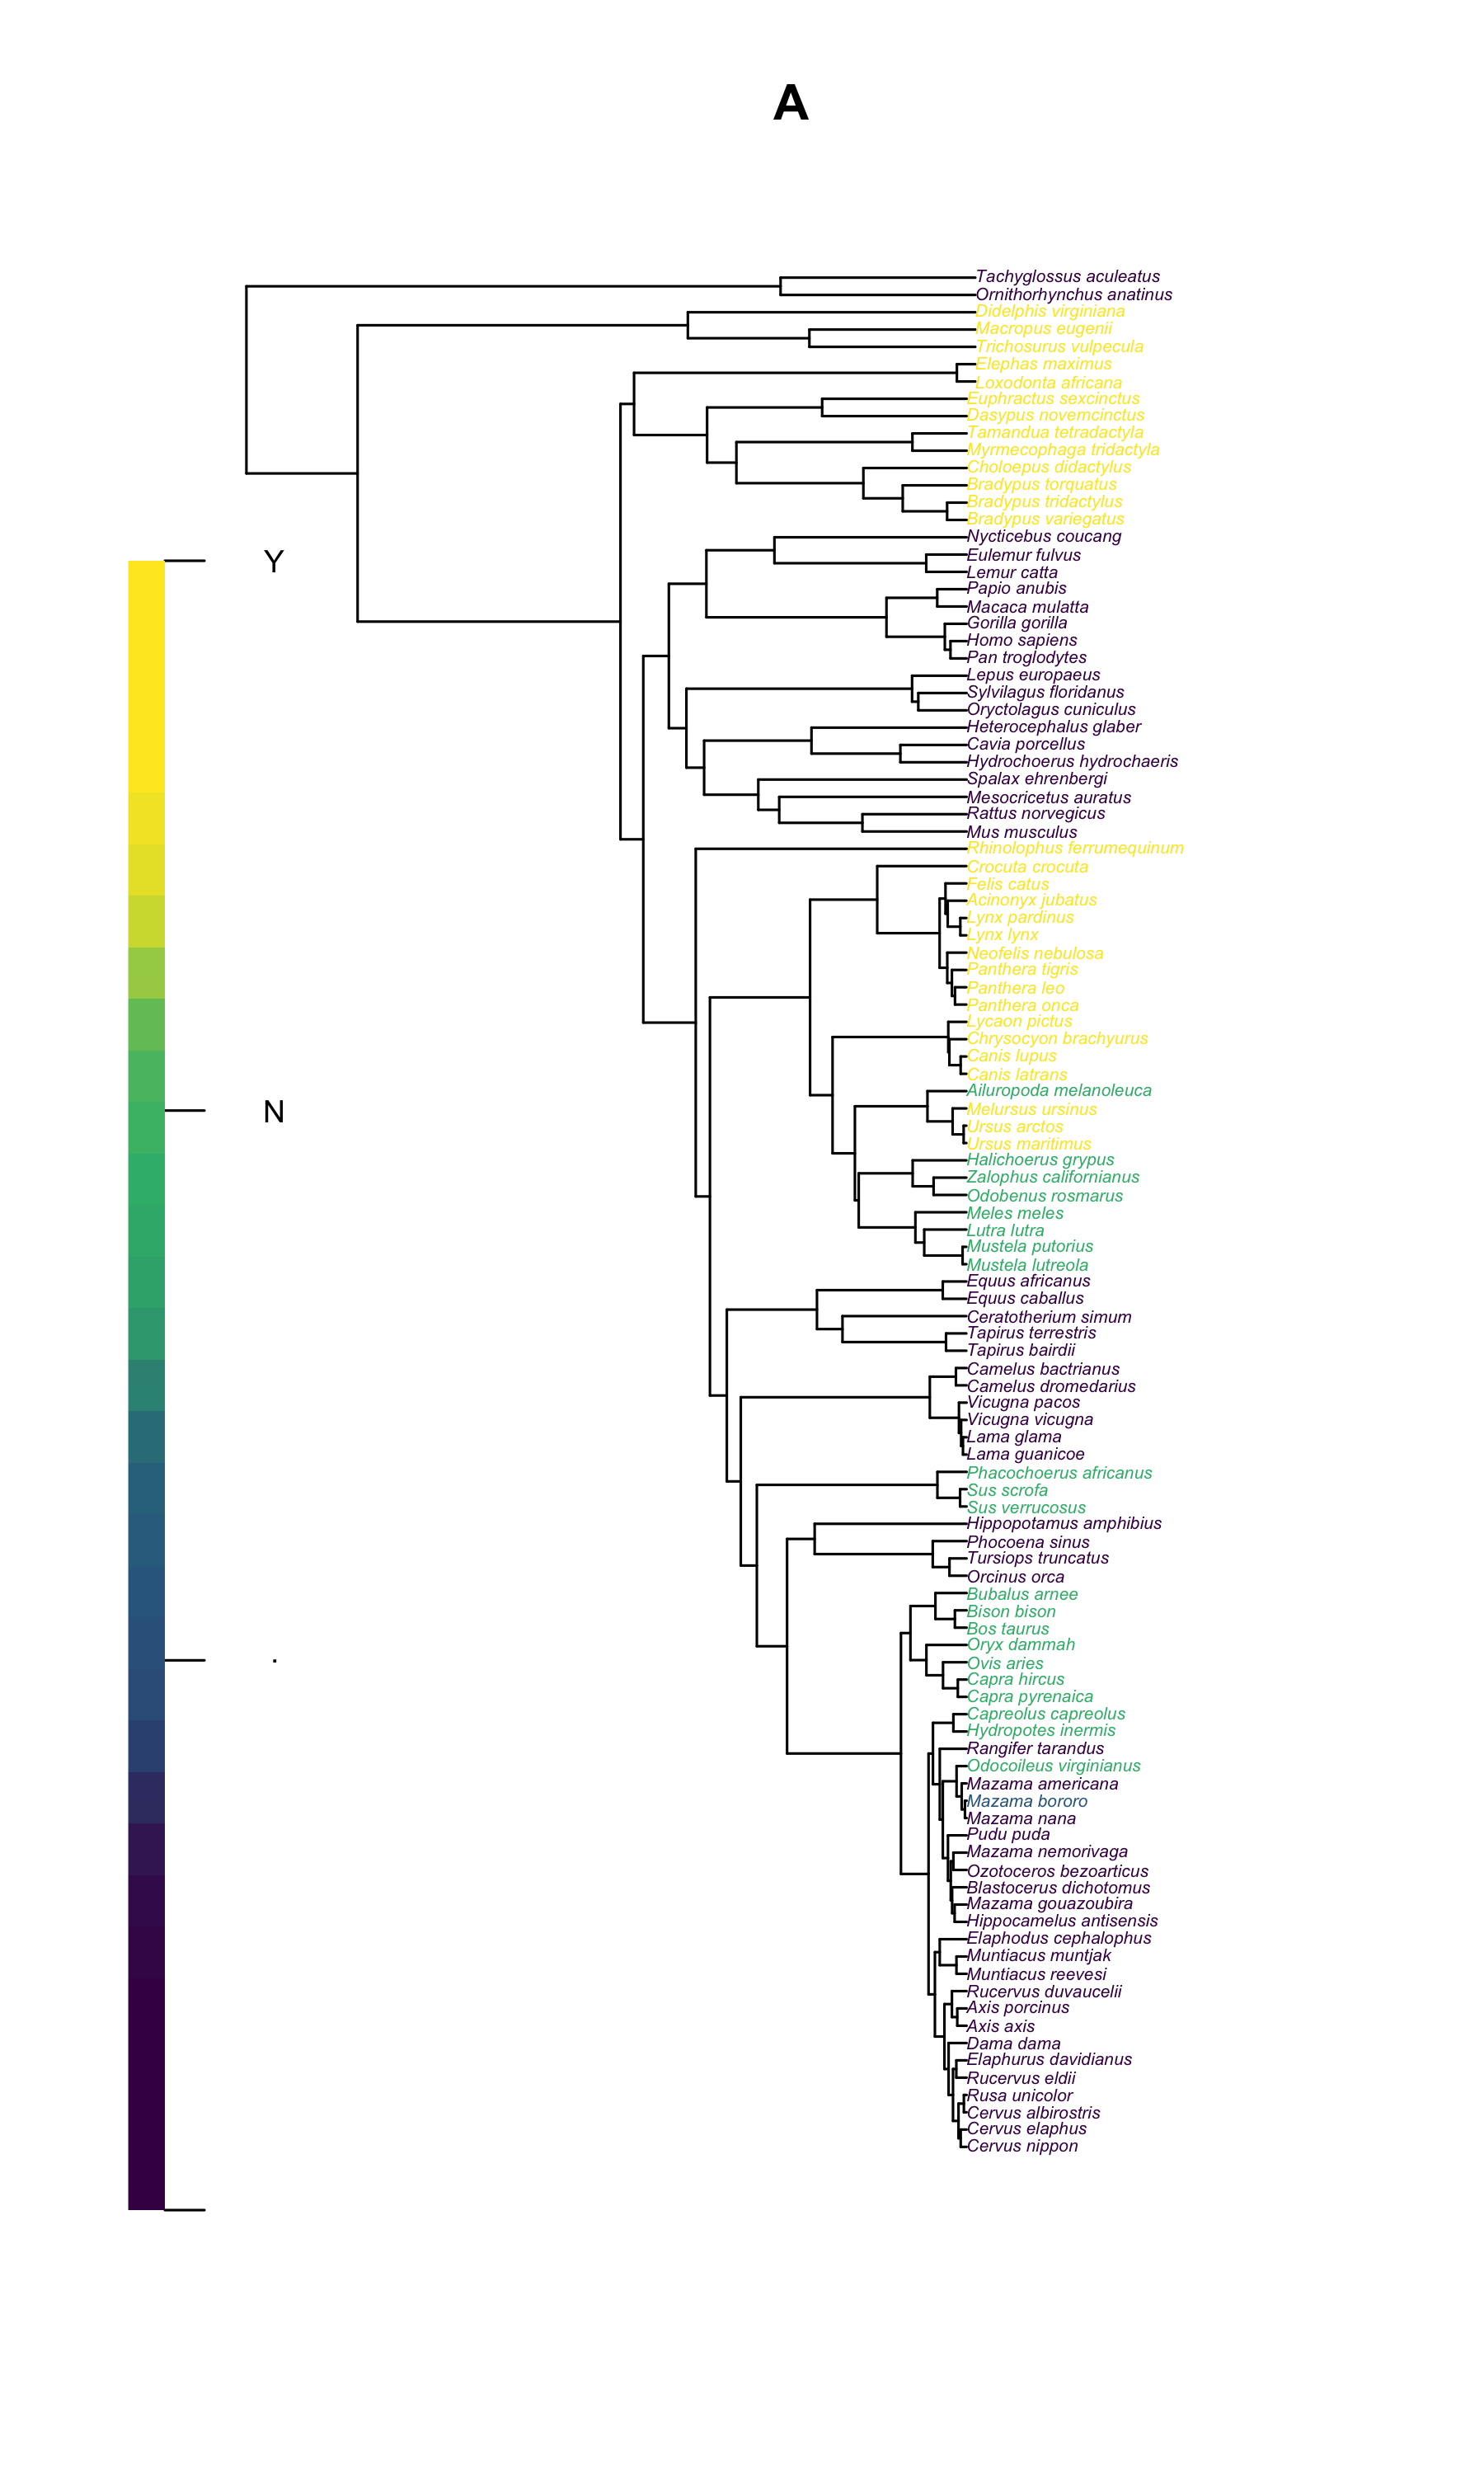 A
Tachyglossus aculeatus
Ornithorhynchus anatinus
Didelphis virginiana
Macropus eugenii
Trichosurus vulpecula
Elephas maximus
Loxodonta africana
Euphractus sexcinctus
Dasypus novemcinctus
Tamandua tetradactyla
Myrmecophaga tridactyla
Choloepus didactylus
Bradypus torquatus
Bradypus tridactylus
Bradypus variegatus
Nycticebus coucang
Eulemur fulvus
Y
Lemur catta
Papio anubis
Macaca mulatta
Gorilla gorilla
Homo sapiens
Pan troglodytes
Lepus europaeus
Sylvilagus floridanus
Oryctolagus cuniculus
Heterocephalus glaber
Cavia porcellus
Hydrochoerus hydrochaeris
Spalax ehrenbergi
Mesocricetus auratus
Rattus norvegicus
Mus musculus
Rhinolophus ferrumequinum
Crocuta crocuta
Felis catus
Acinonyx jubatus
Lynx pardinus
Lynx lynx
Neofelis nebulosa
Panthera tigris
Panthera leo
Panthera onca
Lycaon pictus
Chrysocyon brachyurus
Canis lupus
Canis latrans
Ailuropoda melanoleuca
Melursus ursinus
N
Ursus arctos
Ursus maritimus
Halichoerus grypus
Zalophus californianus
Odobenus rosmarus
Meles meles
Lutra lutra
Mustela putorius
Mustela lutreola
Equus africanus
Equus caballus
Ceratotherium simum
Tapirus terrestris
Tapirus bairdii
Camelus bactrianus
Camelus dromedarius
Vicugna pacos
Vicugna vicugna
Lama glama
Lama guanicoe
Phacochoerus africanus
Sus scrofa
Sus verrucosus
Hippopotamus amphibius
Phocoena sinus
Tursiops truncatus
Orcinus orca
Bubalus arnee
Bison bison
Bos taurus
Oryx dammah
.
Ovis aries
Capra hircus
Capra pyrenaica
Capreolus capreolus
Hydropotes inermis
Rangifer tarandus
Odocoileus virginianus
Mazama americana
Mazama bororo
Mazama nana
Pudu puda
Mazama nemorivaga
Ozotoceros bezoarticus
Blastocerus dichotomus
Mazama gouazoubira
Hippocamelus antisensis
Elaphodus cephalophus
Muntiacus muntjak
Muntiacus reevesi
Rucervus duvaucelii
Axis porcinus
Axis axis
Dama dama
Elaphurus davidianus
Rucervus eldii
Rusa unicolor
Cervus albirostris
Cervus elaphus
Cervus nippon